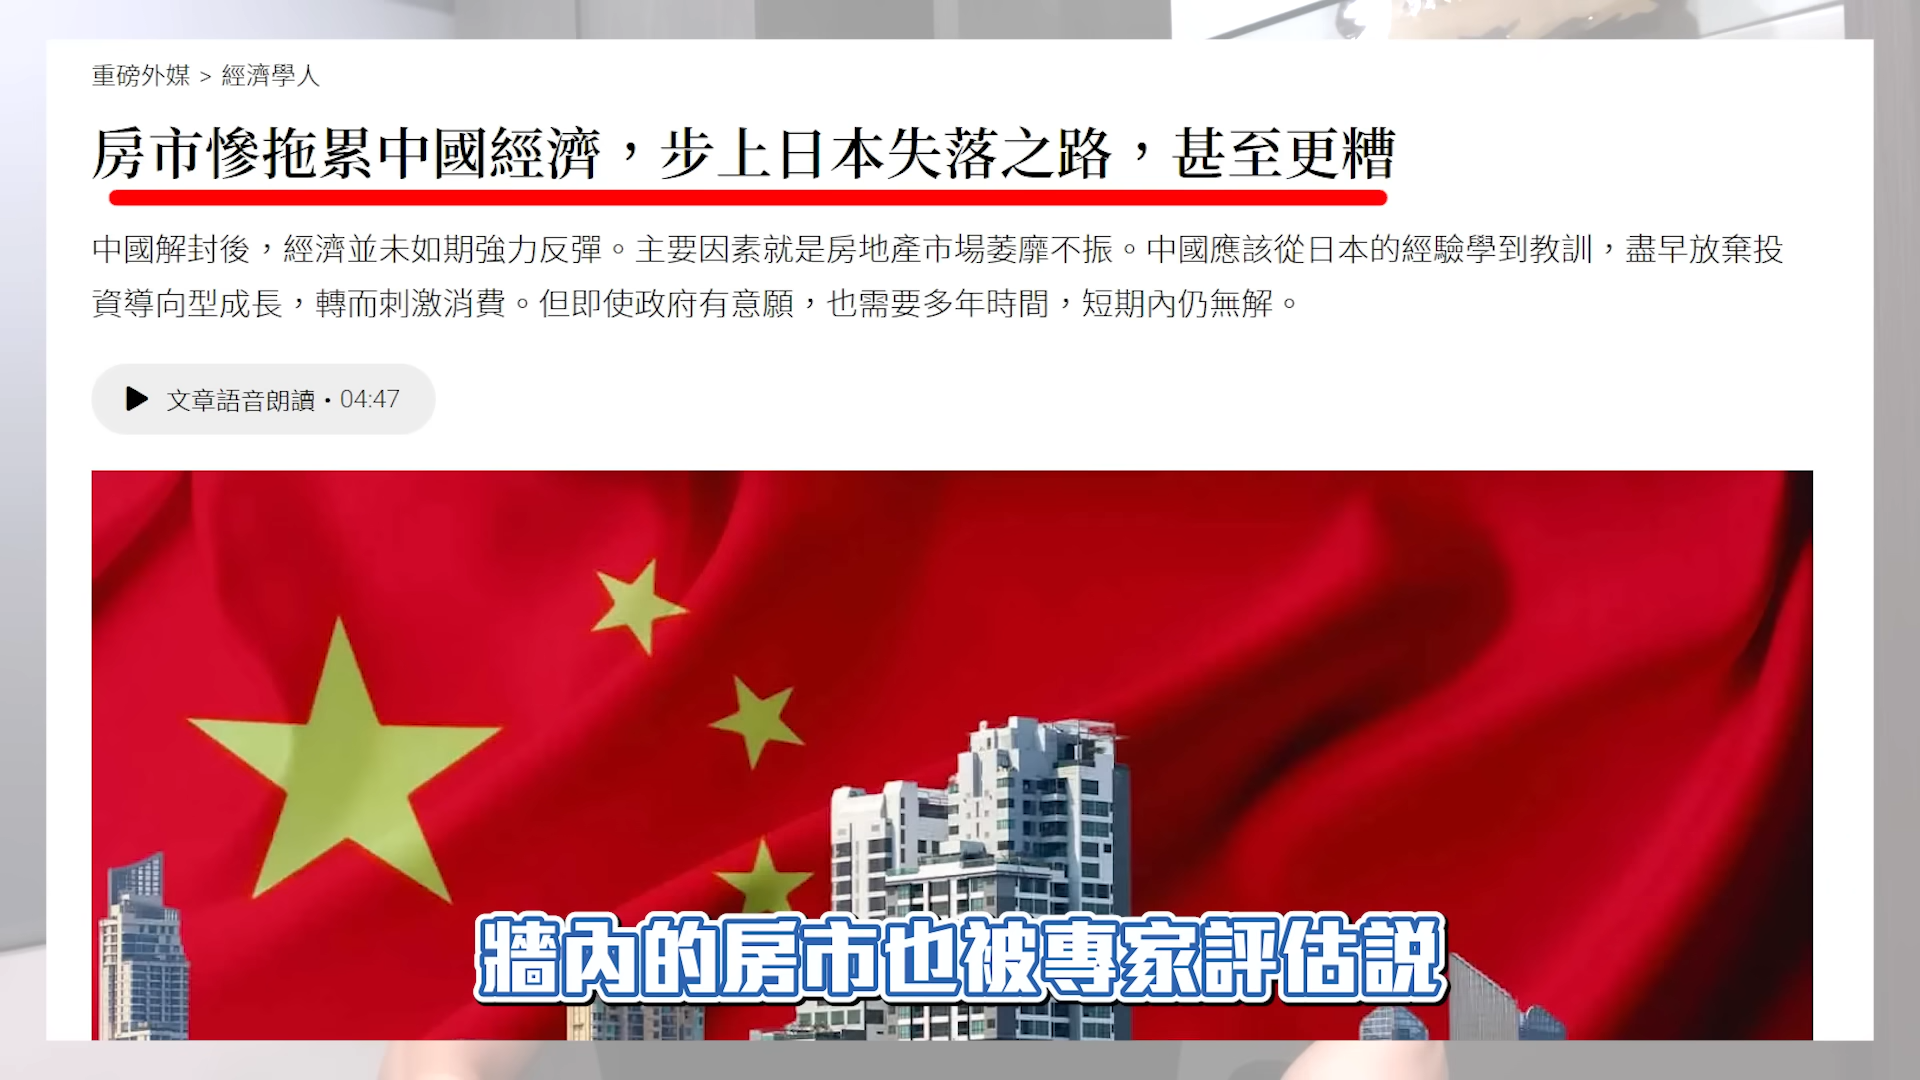 重磅外媒 > 經濟學人
房市慘拖累中國經濟，步上日本失落之路，甚至更糟
中國解封後，經濟並未如期強力反彈。主要因素就是房地產市場萎靡不振。中國應該從日本的經驗學到教訓，盡早放棄投
資導向型成長，轉而刺激消費。但即使政府有意願，也需要多年時間，短期內仍無解。
文章語音朗讀・04:47
牆內的房市也被專家評估說